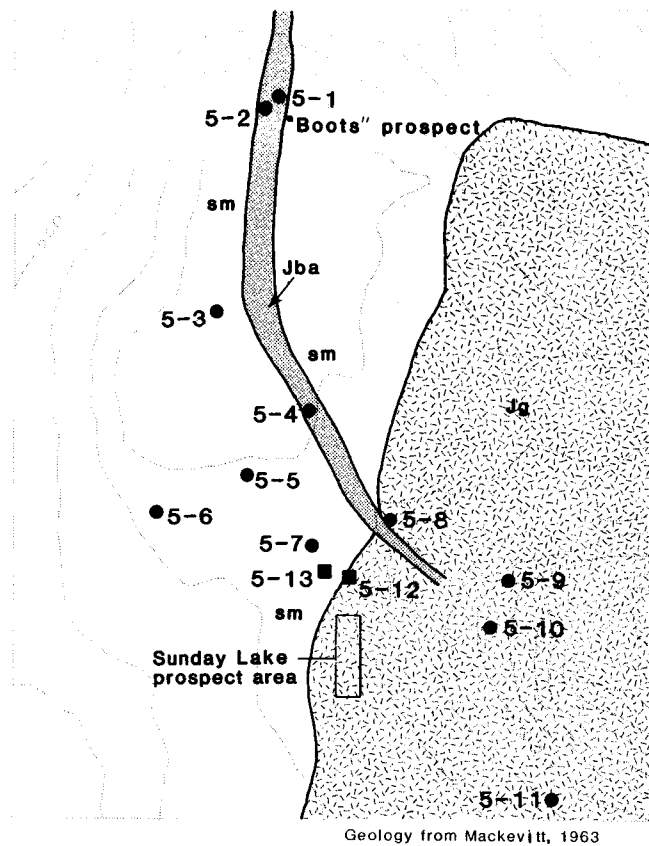 5-1
5-2
"Boots" prospect
sm
Jba
5-3
sm
5-4
Jg
5-5
5-6
5-8
5-7
5-13
5-12
5-9
sm
5-10
Sunday Lake
prospect area
5-11
Geology from Mackevitt, 1963